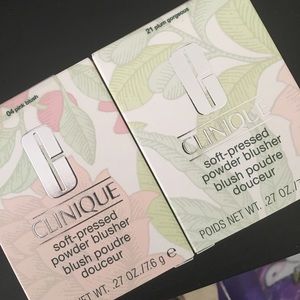 04 pink blush
CLINIQUE
soft-pressed
powder blusher
blush poudre
douceur
NET WT. .27 OZ./7.6 g e
21 plum gorgeous
CLINIQUE
soft-pressed
powder blusher
blush poudre
douceur
POIDS NET WT. .27 OZ./